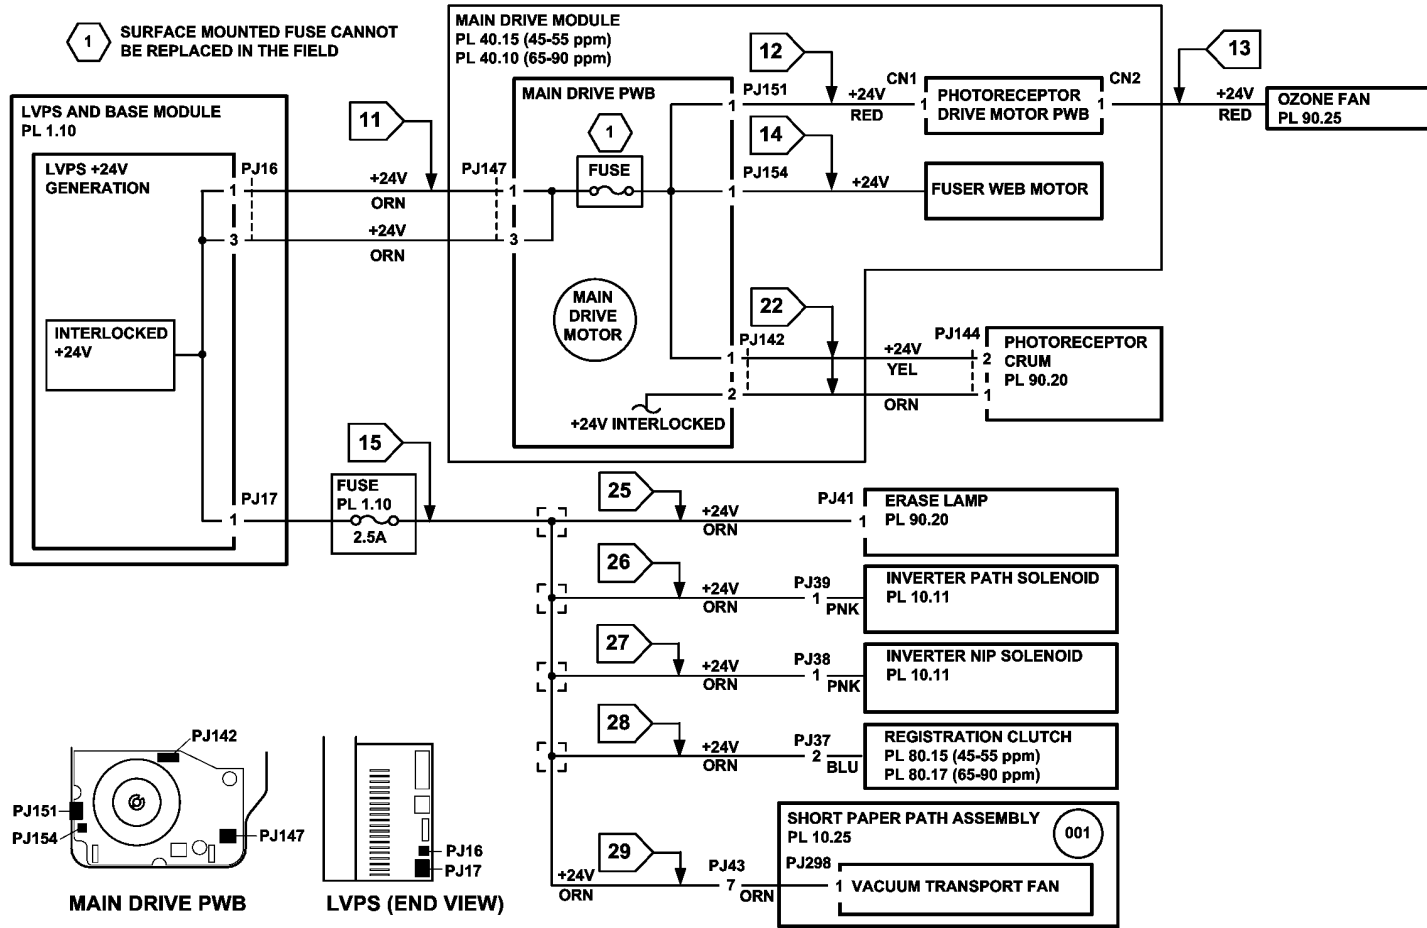 1
SURFACE MOUNTED FUSE CANNOT
BE REPLACED IN THE FIELD
MAIN DRIVE MODULE
PL 40.15 (45-55 ppm)
PL 40.10 (65-90 ppm)
12
13
CN1
CN2
LVPS AND BASE MODULE
PL 1.10
11
MAIN DRIVE PWB
1
FUSE
1
PJ151
+24V
RED
1
PHOTORECEPTOR
DRIVE MOTOR PWB
1
+24V
RED
OZONE FAN
PL 90.25
14
LVPS +24V
GENERATION
PJ16
1
+24V
ORN
PJ147
1
1
PJ154
+24V
FUSER WEB MOTOR
3
+24V
ORN
3
MAIN
DRIVE
MOTOR
22
INTERLOCKED
+24V
1
PJ142
+24V
YEL
PJ144
2
PHOTORECEPTOR
CRUM
PL 90.20
2
ORN
1
+24V INTERLOCKED
15
PJ17
1
FUSE
PL 1.10
2.5A
25
+24V
ORN
PJ41
1
ERASE LAMP
PL 90.20
26
+24V
ORN
PJ39
1
PNK
INVERTER PATH SOLENOID
PL 10.11
27
+24V
ORN
PJ38
1
PNK
INVERTER NIP SOLENOID
PL 10.11
28
+24V
ORN
PJ37
2
BLU
REGISTRATION CLUTCH
PL 80.15 (45-55 ppm)
PL 80.17 (65-90 ppm)
29
+24V
ORN
PJ43
7
ORN
SHORT PAPER PATH ASSEMBLY
PL 10.25
001
PJ298
1
VACUUM TRANSPORT FAN
PJ142
PJ151
PJ154
PJ147
MAIN DRIVE PWB
PJ16
PJ17
LVPS (END VIEW)